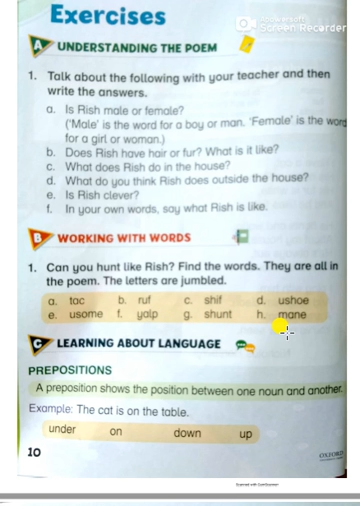 Exercises
Screen Recorder
A UNDERSTANDING THE POEM
1. Talk about the following with your teacher and then
write the answers.
a. Is Rish male or female?
('Male' is the word for a boy or man. 'Female' is the word
for a girl or woman.)
b. Does Rish have hair or fur? What is it like?
c. What does Rish do in the house?
d. What do you think Rish does outside the house?
e. Is Rish clever?
f. In your own words, say what Rish is like.
B WORKING WITH WORDS
1. Can you hunt like Rish? Find the words. They are all in
the poem. The letters are jumbled.
a. tac b. ruf c. shif d. ushoe
e. usome f. yalp g. shunt h. mane
C LEARNING ABOUT LANGUAGE
PREPOSITIONS
A preposition shows the position between one noun and another.
Example: The cat is on the table.
under on down up
10
OXFORD
Scanned with CamScanner